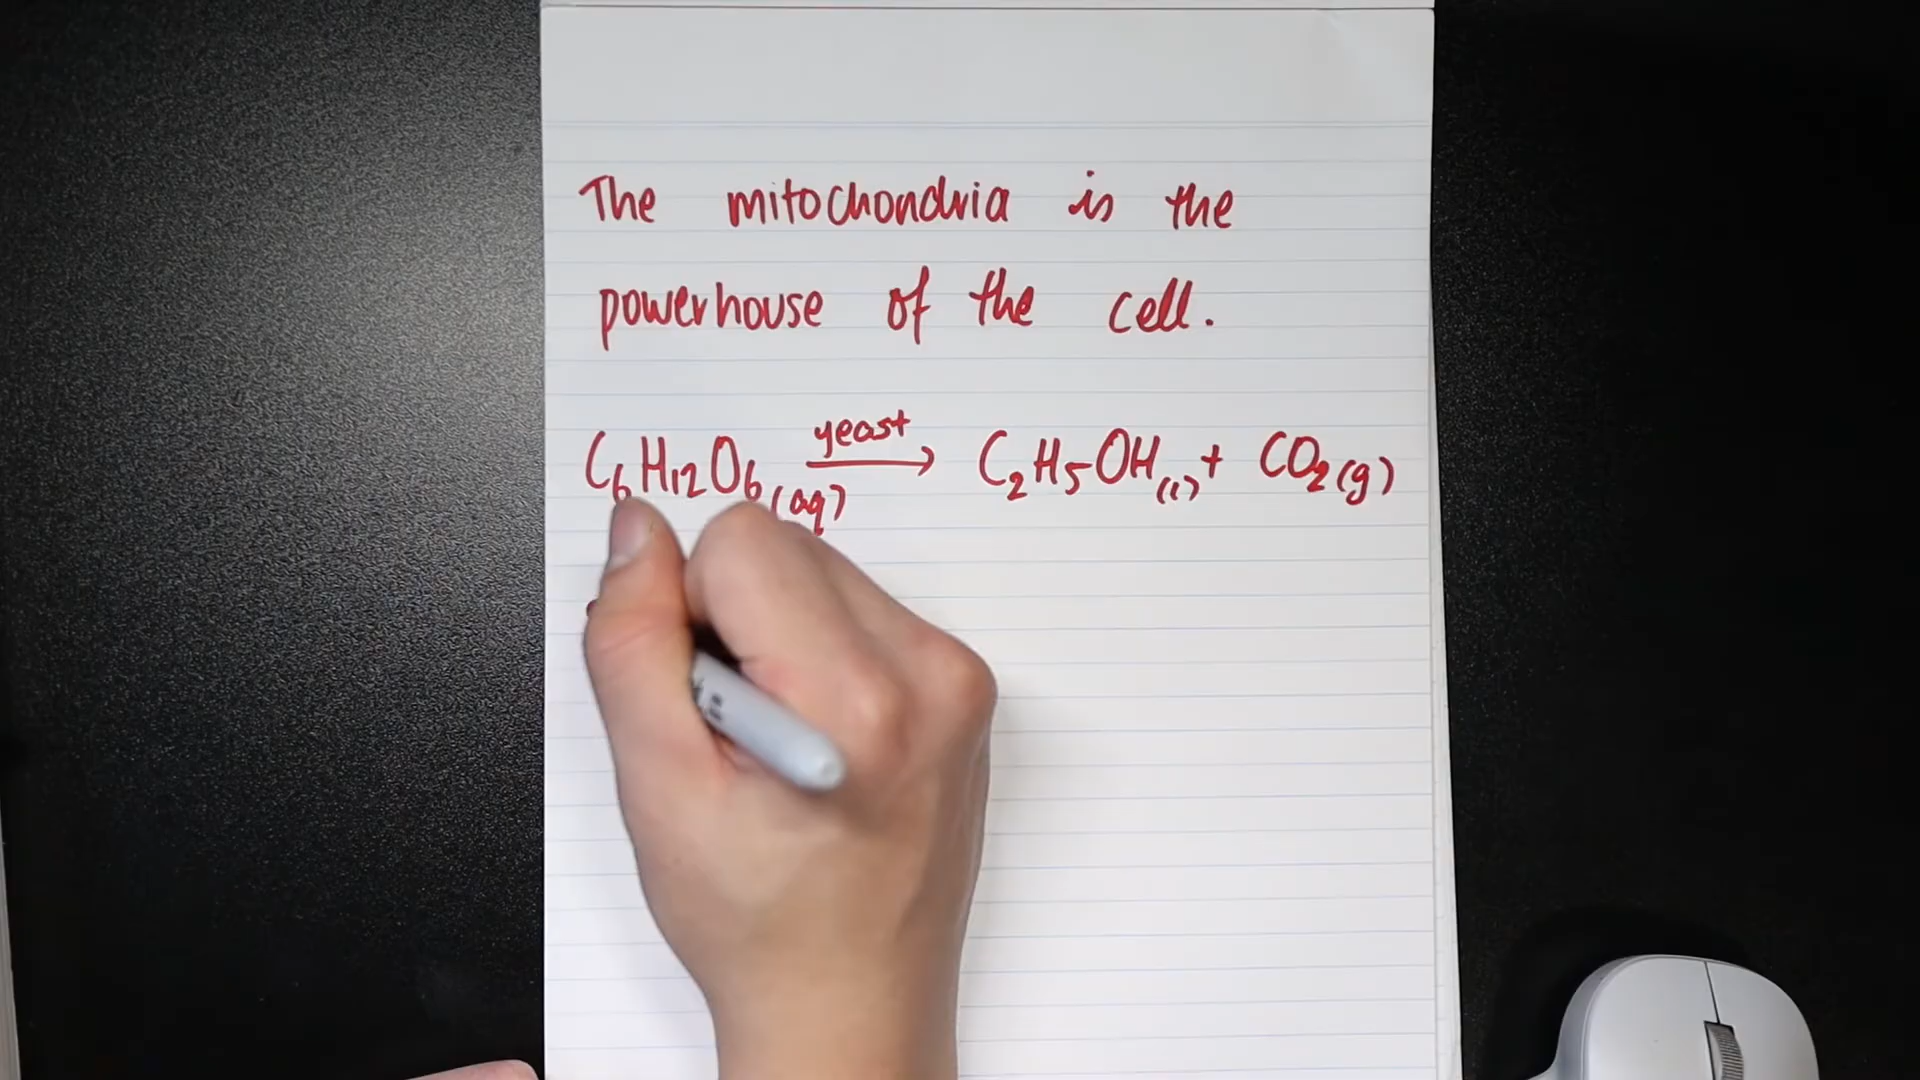 The mitochondria is the
powerhouse of the cell.
C₆H₁₂O₆(aq) yeast→ C₂H₅OH(l) + CO₂(g)